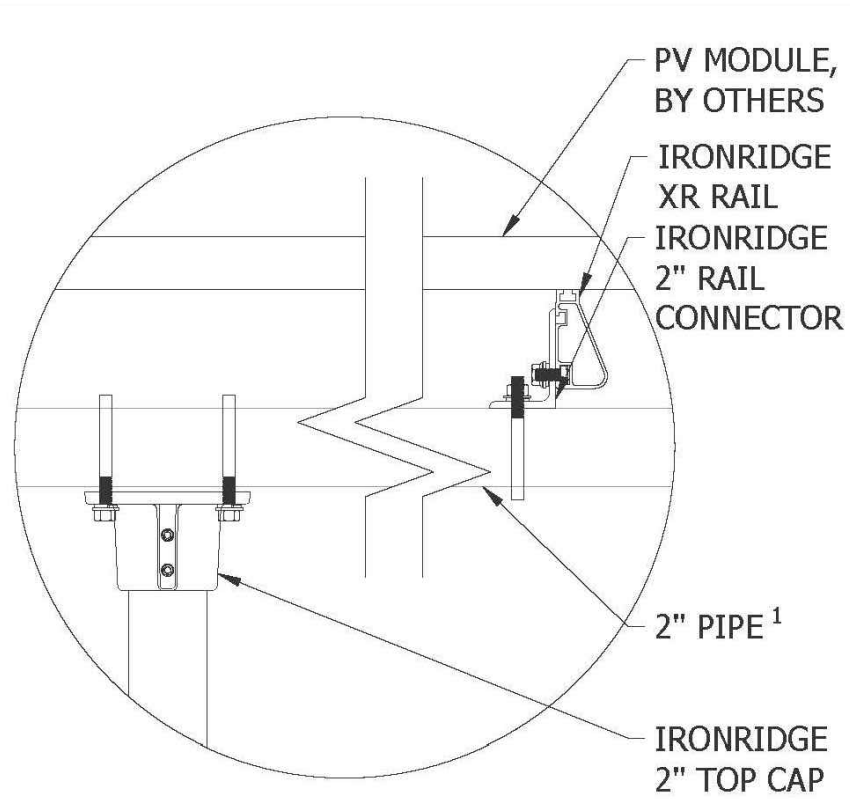 PV MODULE,
BY OTHERS
IRONRIDGE
XR RAIL
IRONRIDGE
2" RAIL
CONNECTOR
2" PIPE 1
IRONRIDGE
2" TOP CAP